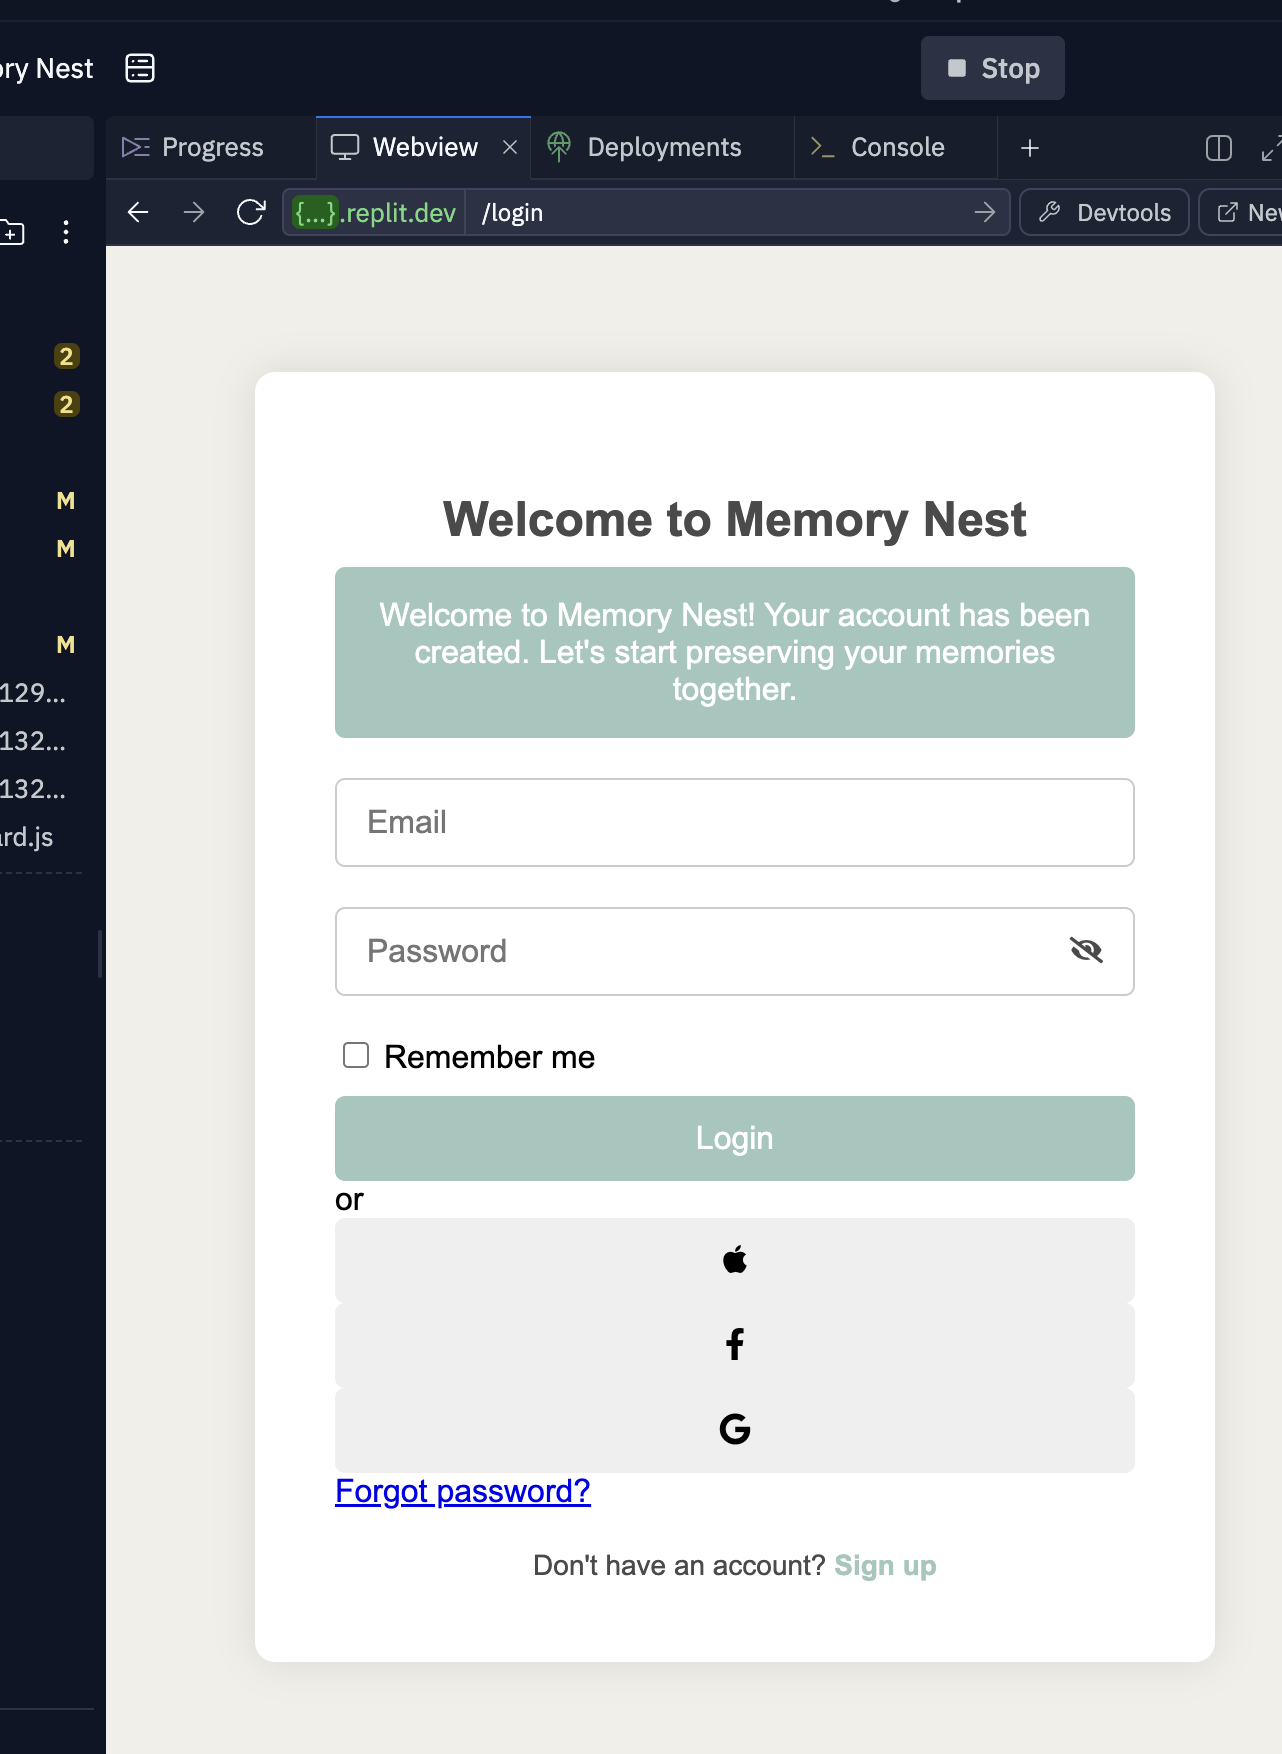 ory Nest
Stop
Progress
Webview
Deployments
Console
{...}.replit.dev
/login
Devtools
New
2
2
M
M
M
129...
132...
132...
rd.js
Welcome to Memory Nest
Welcome to Memory Nest! Your account has been
created. Let's start preserving your memories
together.
Email
Password
Remember me
Login
or
Forgot password?
Don't have an account? Sign up